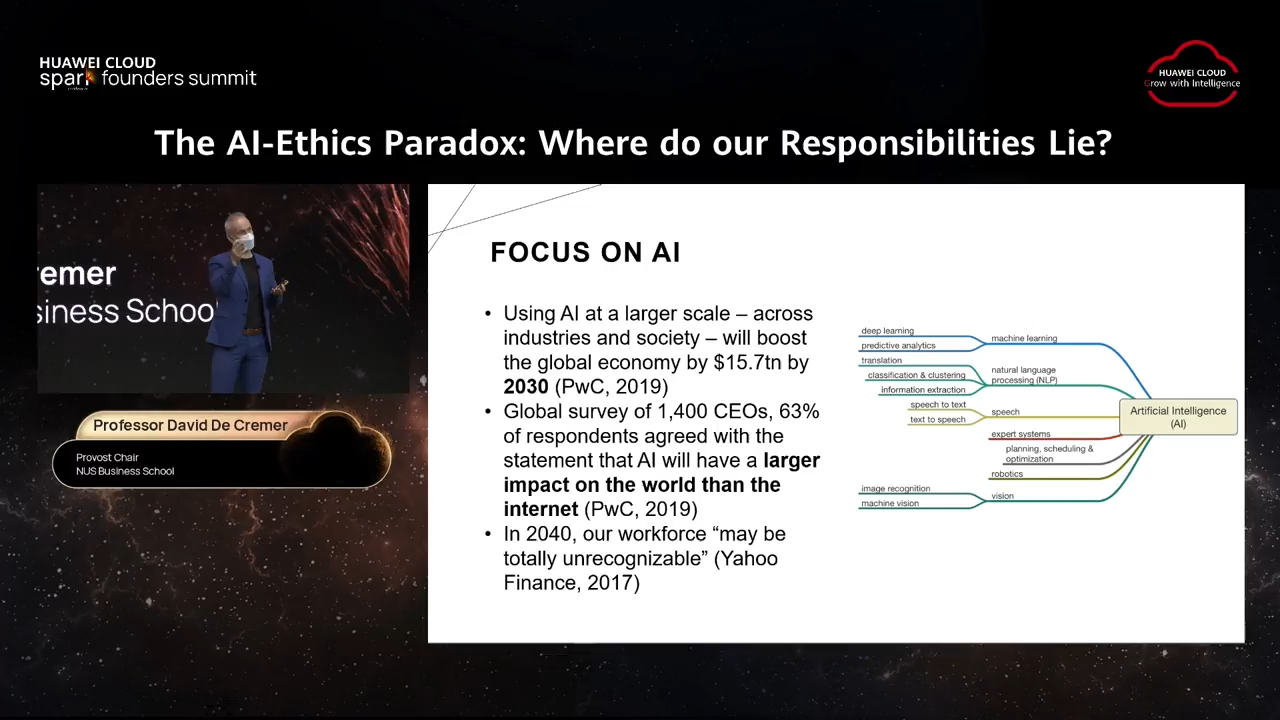 HUAWEI CLOUD
spark founders summit
HUAWEI CLOUD
Grow with Intelligence
The AI-Ethics Paradox: Where do our Responsibilities Lie?
remer
siness School
Professor David De Cremer
Provost Chair
NUS Business School
FOCUS ON AI
• Using AI at a larger scale – across
industries and society – will boost
the global economy by $15.7tn by
2030 (PwC, 2019)
• Global survey of 1,400 CEOs, 63%
of respondents agreed with the
statement that AI will have a larger
impact on the world than the
internet (PwC, 2019)
• In 2040, our workforce “may be
totally unrecognizable” (Yahoo
Finance, 2017)
deep learning
predictive analytics
machine learning
translation
classification & clustering
information extraction
natural language
processing (NLP)
speech to text
text to speech
speech
expert systems
planning, scheduling &
optimization
robotics
image recognition
machine vision
vision
Artificial Intelligence
(AI)